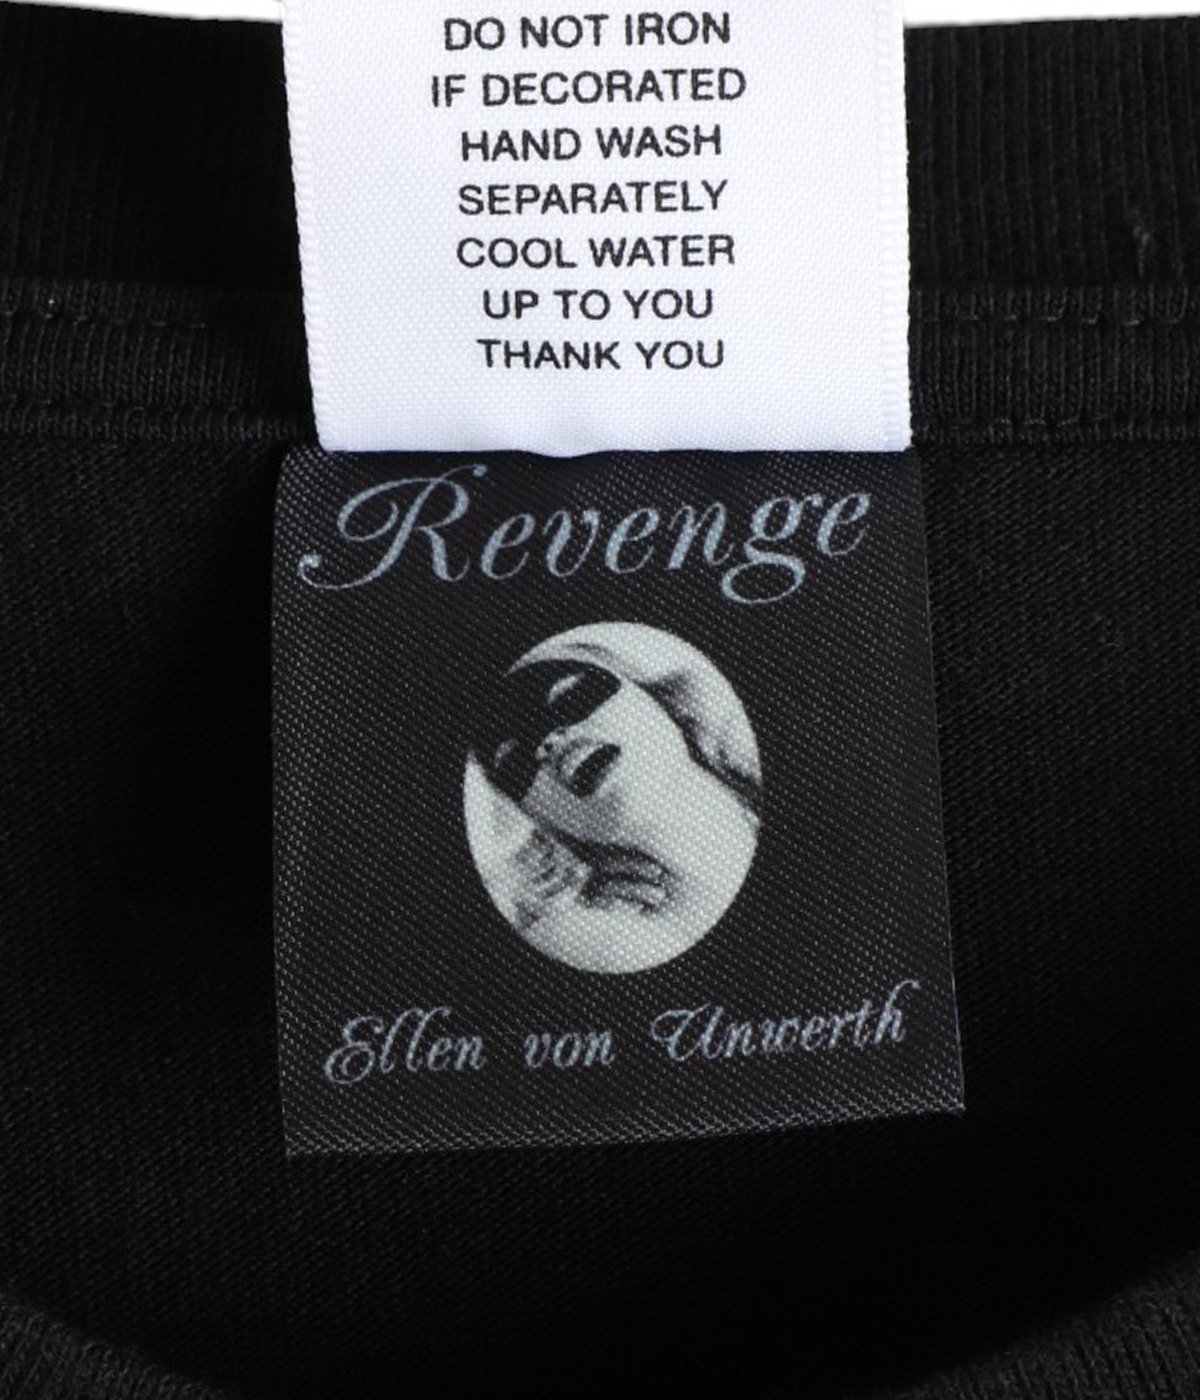 DO NOT IRON
IF DECORATED
HAND WASH
SEPARATELY
COOL WATER
UP TO YOU
THANK YOU
Revenge
Ellen von Unwerth